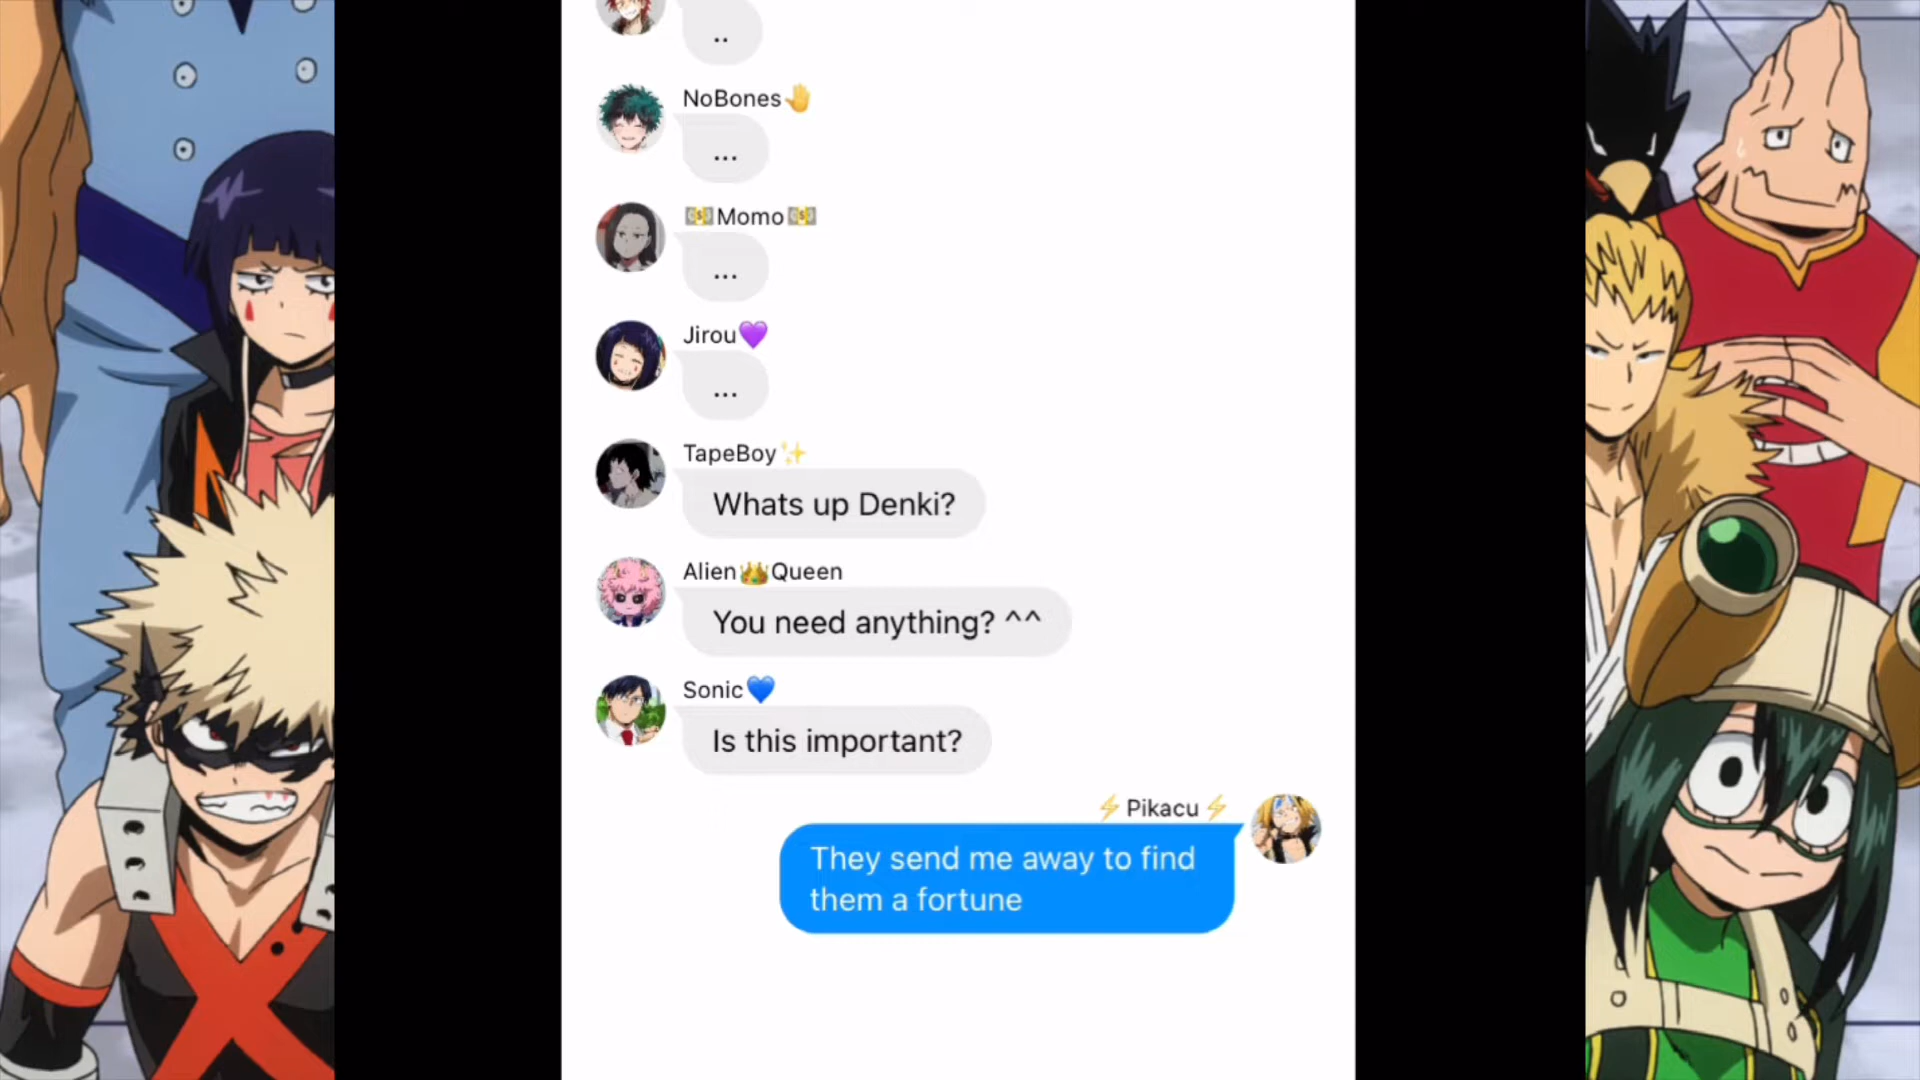 ..
NoBones🤚
...
💵Momo💵
...
Jirou💜
...
TapeBoy✨
Whats up Denki?
Alien👑Queen
You need anything? ^^
Sonic💙
Is this important?
⚡Pikacu⚡
They send me away to find
them a fortune